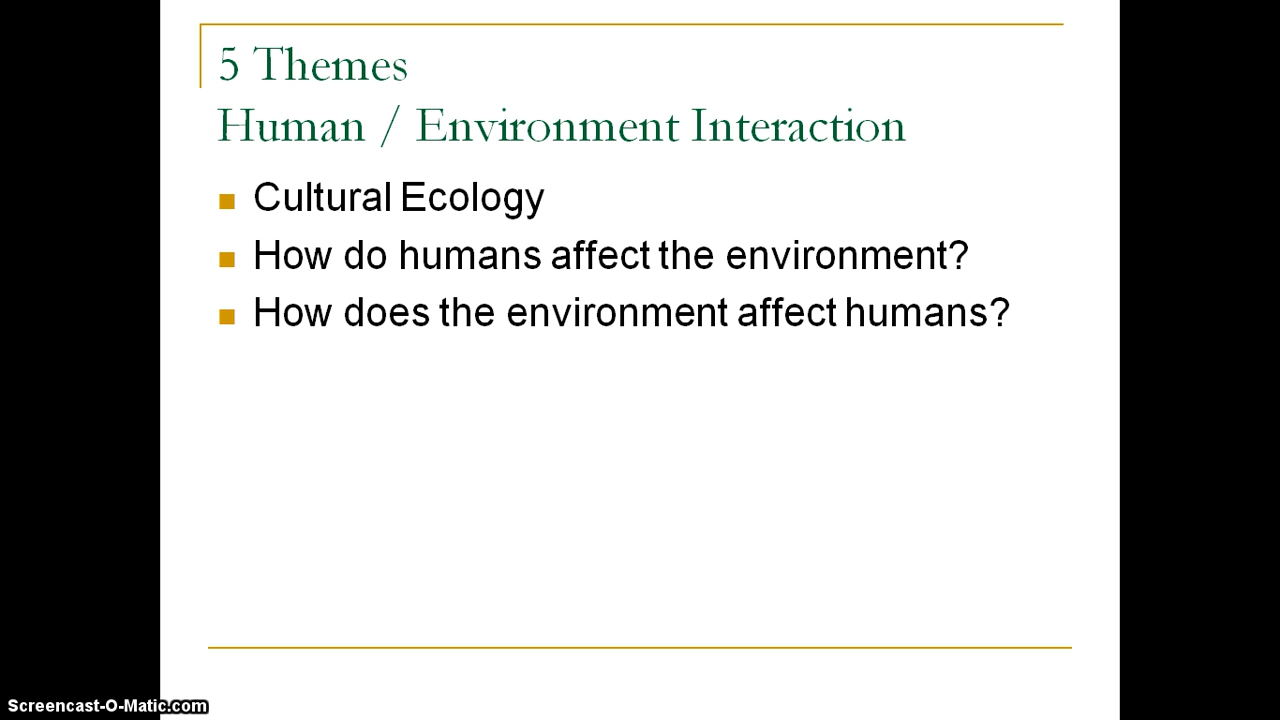 5 Themes
Human / Environment Interaction
Cultural Ecology
How do humans affect the environment?
How does the environment affect humans?
Screencast-O-Matic.com